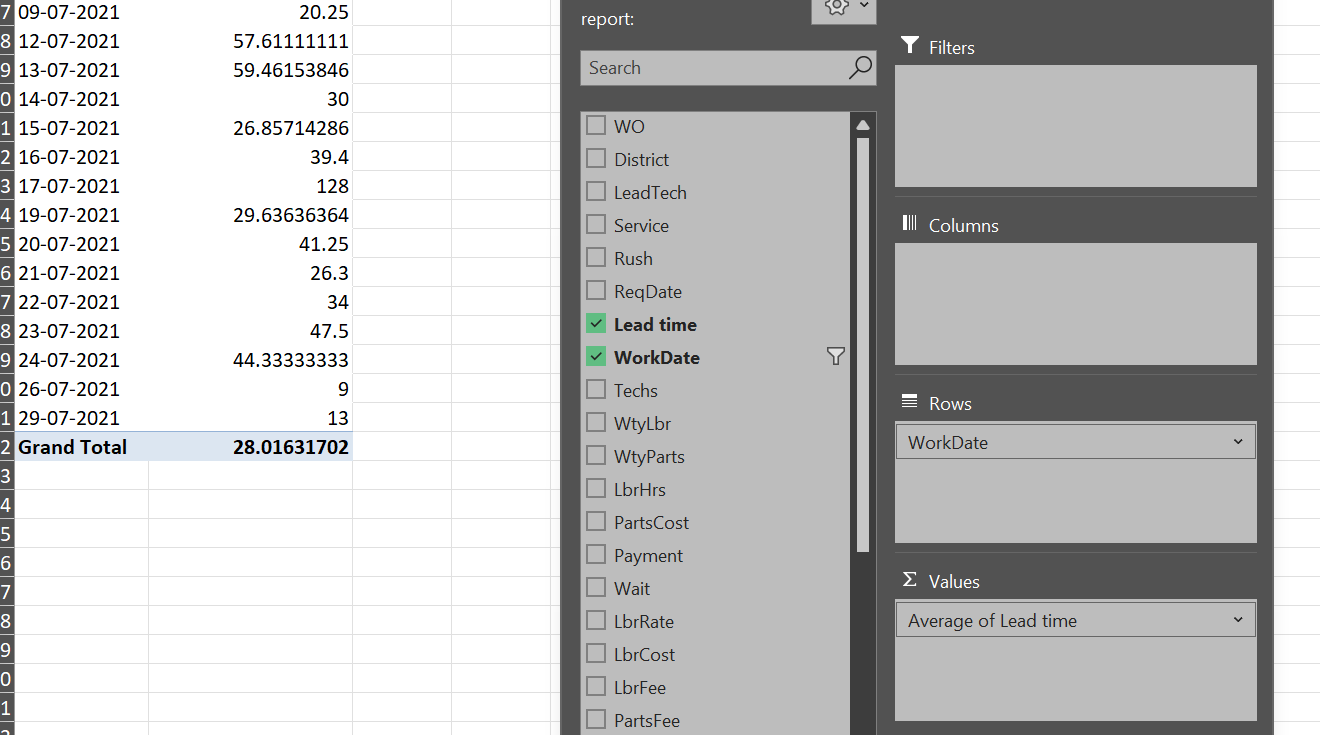 7 09-07-2021 20.25
8 12-07-2021 57.61111111
9 13-07-2021 59.46153846
0 14-07-2021 30
1 15-07-2021 26.85714286
2 16-07-2021 39.4
3 17-07-2021 128
4 19-07-2021 29.63636364
5 20-07-2021 41.25
6 21-07-2021 26.3
7 22-07-2021 34
8 23-07-2021 47.5
9 24-07-2021 44.33333333
0 26-07-2021 9
1 29-07-2021 13
2 Grand Total 28.01631702
3
4
5
6
7
8
9
0
1
report:
Search
WO
District
LeadTech
Service
Rush
ReqDate
Lead time
WorkDate
Techs
WtyLbr
WtyParts
LbrHrs
PartsCost
Payment
Wait
LbrRate
LbrCost
LbrFee
PartsFee
Filters
Columns
Rows
WorkDate
Σ Values
Average of Lead time